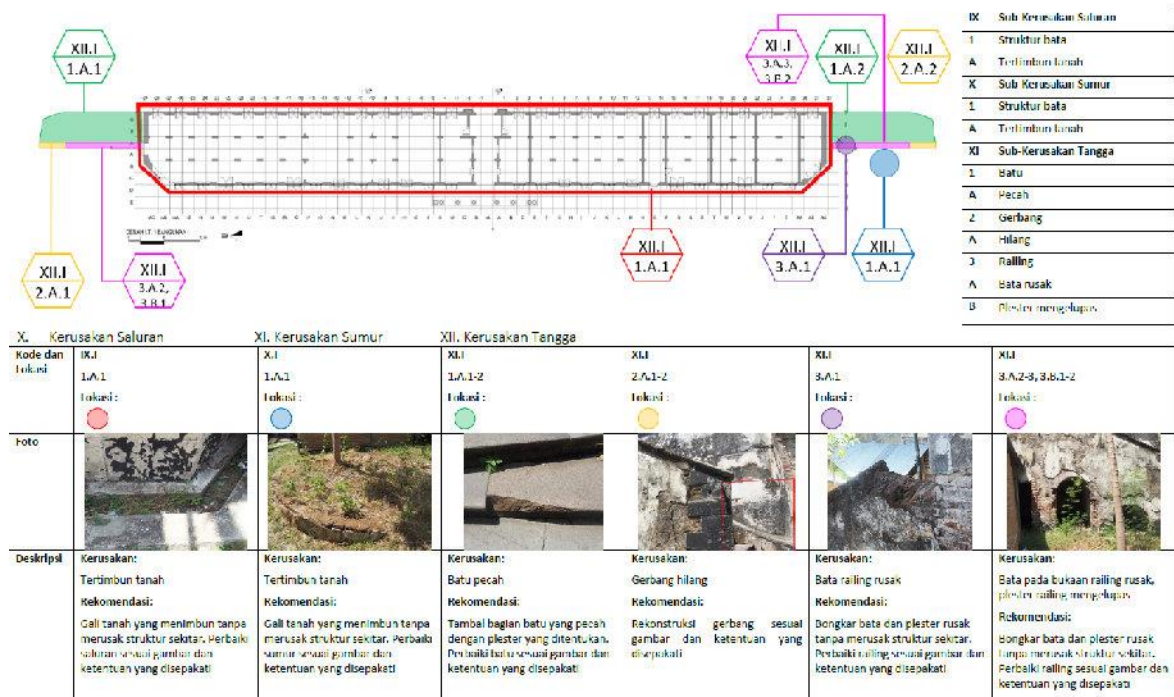 XII.I
1.A.1
XII.I
3.A.3,
3.B.2
XII.I
1.A.2
XII.I
2.A.2
XII.I
2.A.1
XII.I
3.A.2,
3.B.1
XII.I
1.A.1
XII.I
3.A.1
XII.I
1.A.1
IX Sub Kerusakan Saluran
1 Struktur bata
A Tertimbun tanah
X Sub Kerusakan Sumur
1 Struktur bata
A Tertimbun tanah
XI Sub-Kerusakan Tangga
1 Batu
A Pecah
2 Gerbang
A Hilang
3 Railling
A Bata rusak
B Plester mengelupas
X. Kerusakan Saluran XI. Kerusakan Sumur XII. Kerusakan Tangga
Kode dan Lokasi
IX.I
1.A.1
Lokasi :
X.I
1.A.1
Lokasi :
XI.I
1.A.1-2
Lokasi :
XI.I
2.A.1-2
Lokasi :
XI.I
3.A.1
Lokasi :
XI.I
3.A.2-3, 3.B.1-2
Lokasi :
Foto
Deskripsi
Kerusakan:
Tertimbun tanah
Rekomendasi:
Gali tanah yang menimbun tanpa
merusak struktur sekitar. Perbaiki
saluran sesuai gambar dan
ketentuan yang disepakati
Kerusakan:
Tertimbun tanah
Rekomendasi:
Gali tanah yang menimbun tanpa
merusak struktur sekitar. Perbaiki
sumur sesuai gambar dan
ketentuan yang disepakati
Kerusakan:
Batu pecah
Rekomendasi:
Tambal bagian batu yang pecah
dengan plester yang ditentukan.
Perbaiki batu sesuai gambar dan
ketentuan yang disepakati
Kerusakan:
Gerbang hilang
Rekomendasi:
Rekonstruksi gerbang sesuai
gambar dan ketentuan yang
disepakati
Kerusakan:
Bata railing rusak
Rekomendasi:
Bongkar bata dan plester rusak
tanpa merusak struktur sekitar.
Perbaiki railing sesuai gambar dan
ketentuan yang disepakati
Kerusakan:
Bata pada bukaan railing rusak,
plester railing mengelupas
Rekomendasi:
Bongkar bata dan plester rusak
tanpa merusak struktur sekitar.
Perbaiki railing sesuai gambar dan
ketentuan yang disepakati